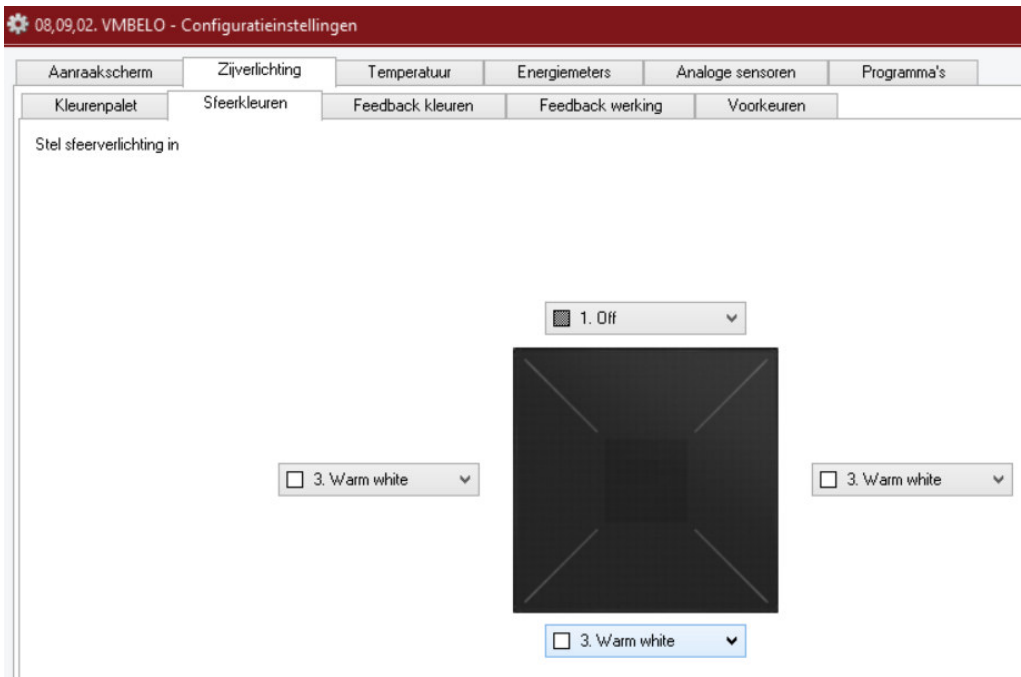 08,09,02. VMBELO - Configuratieinstellingen
Aanraakscherm Zijverlichting Temperatuur Energiemeters Analoge sensoren Programma's
Kleurenpalet Sfeerkleuren Feedback kleuren Feedback werking Voorkeuren
Stel sfeerverlichting in
1. Off
3. Warm white 3. Warm white
3. Warm white